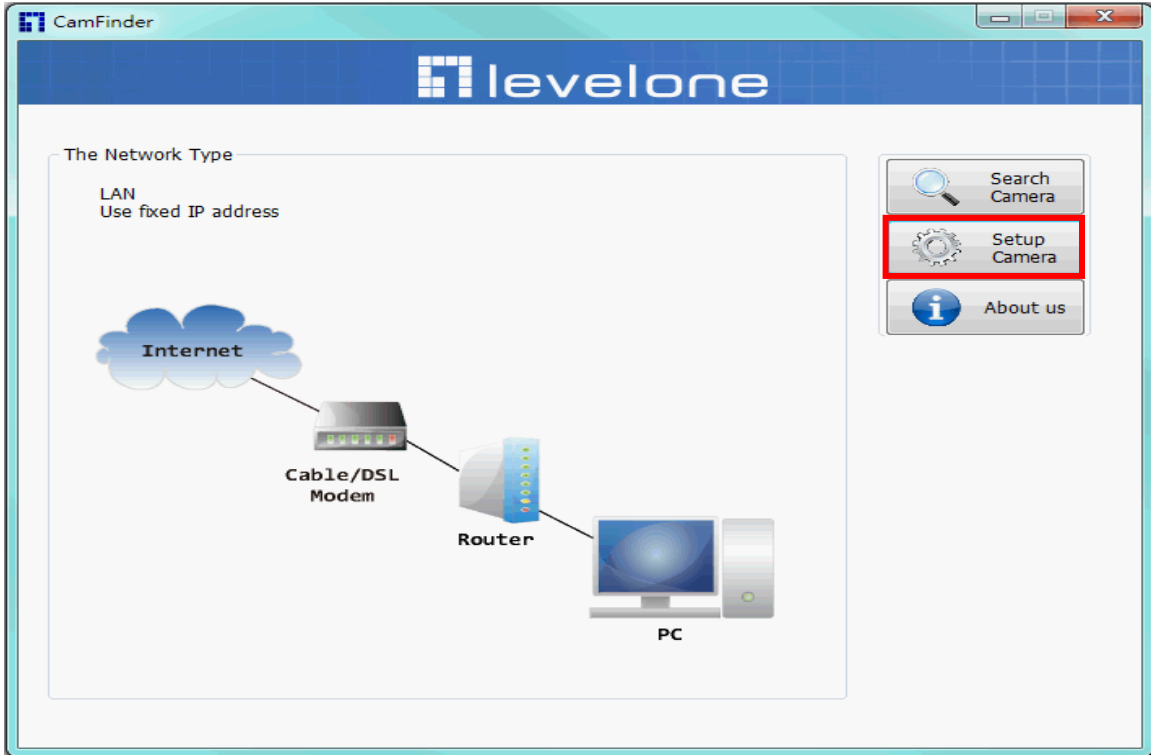 CamFinder
levelone
The Network Type
LAN
Use fixed IP address
Search
Camera
Setup
Camera
About us
Internet
Cable/DSL
Modem
Router
PC